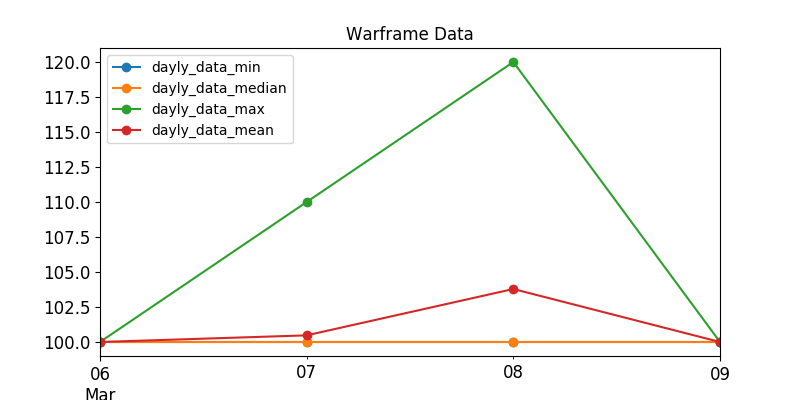 Warframe Data
120.0
117.5
115.0
112.5
110.0
107.5
105.0
102.5
100.0
dayly_data_min
dayly_data_median
dayly_data_max
dayly_data_mean
06 07 08 09
Mar